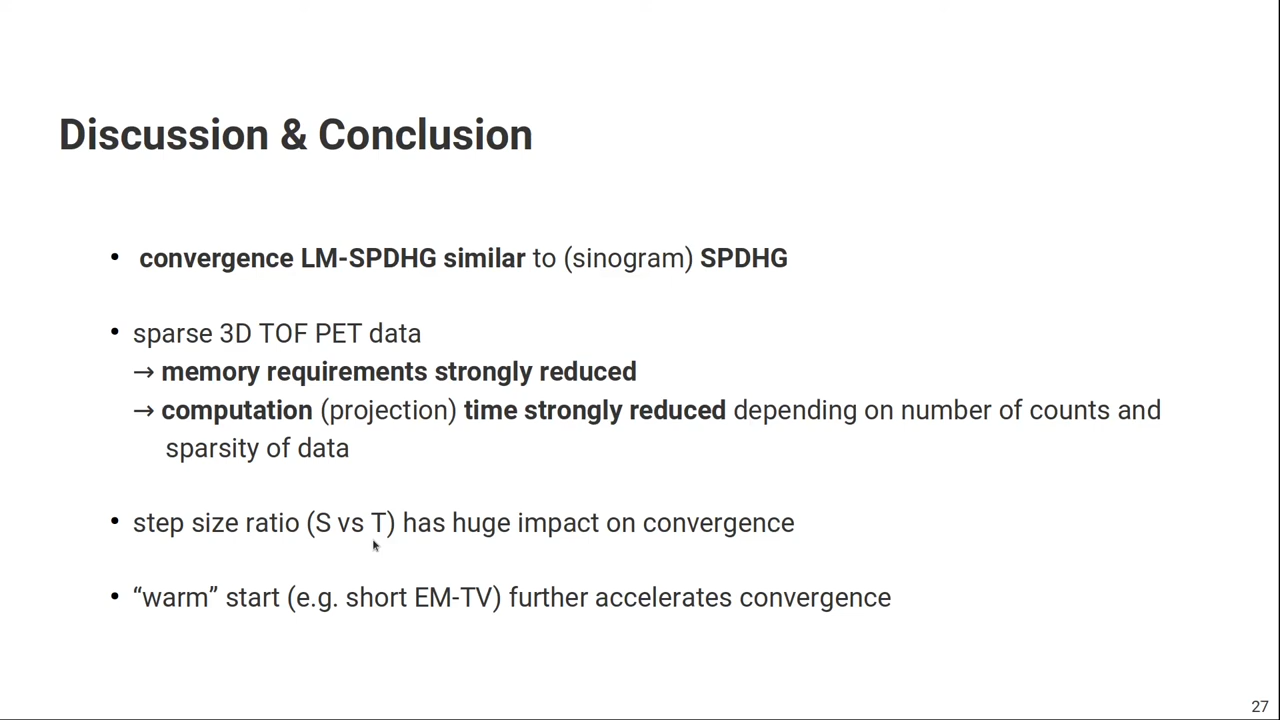 Discussion & Conclusion
• convergence LM-SPDHG similar to (sinogram) SPDHG
• sparse 3D TOF PET data
→ memory requirements strongly reduced
→ computation (projection) time strongly reduced depending on number of counts and
sparsity of data
• step size ratio (S vs T) has huge impact on convergence
• “warm” start (e.g. short EM-TV) further accelerates convergence
27